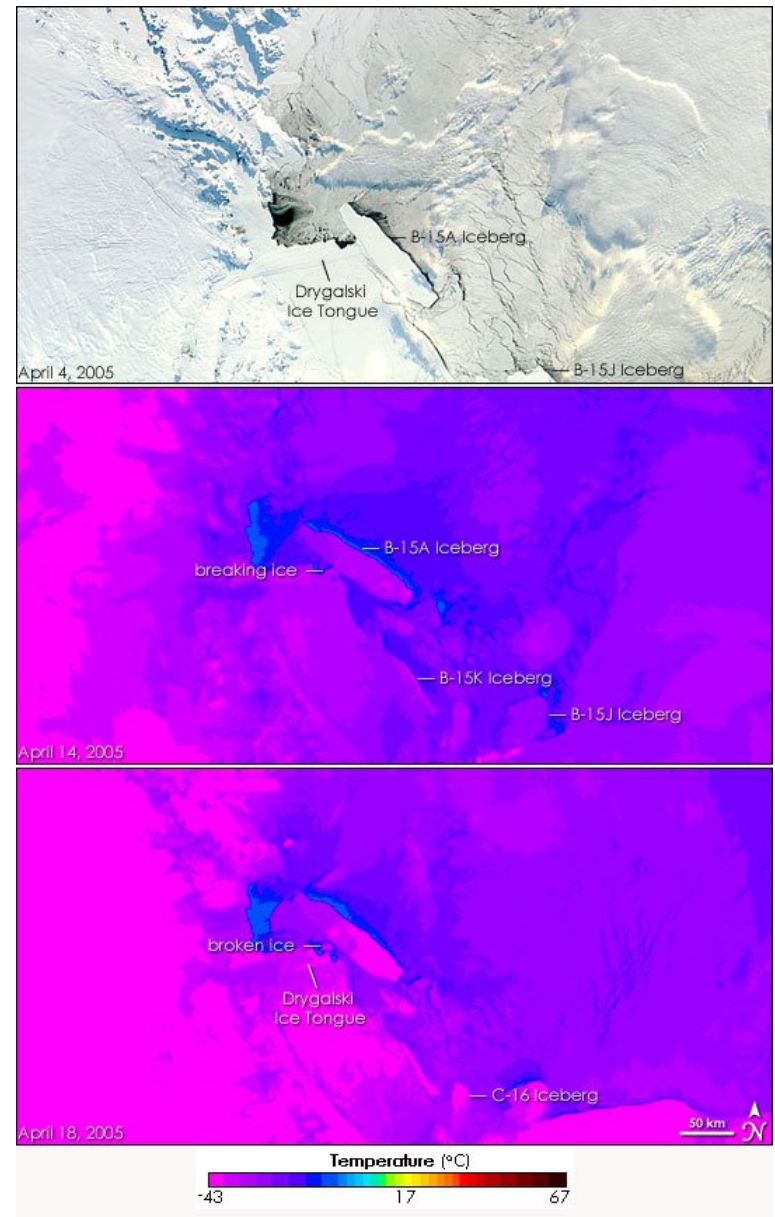 B-15A Iceberg
Drygalski
Ice Tongue
B-15J Iceberg
April 4, 2005
B-15A Iceberg
breaking ice
B-15K Iceberg
B-15J Iceberg
April 14, 2005
broken ice
Drygalski
Ice Tongue
C-16 Iceberg
50 km
N
April 18, 2005
Temperature (°C)
-43 17 67